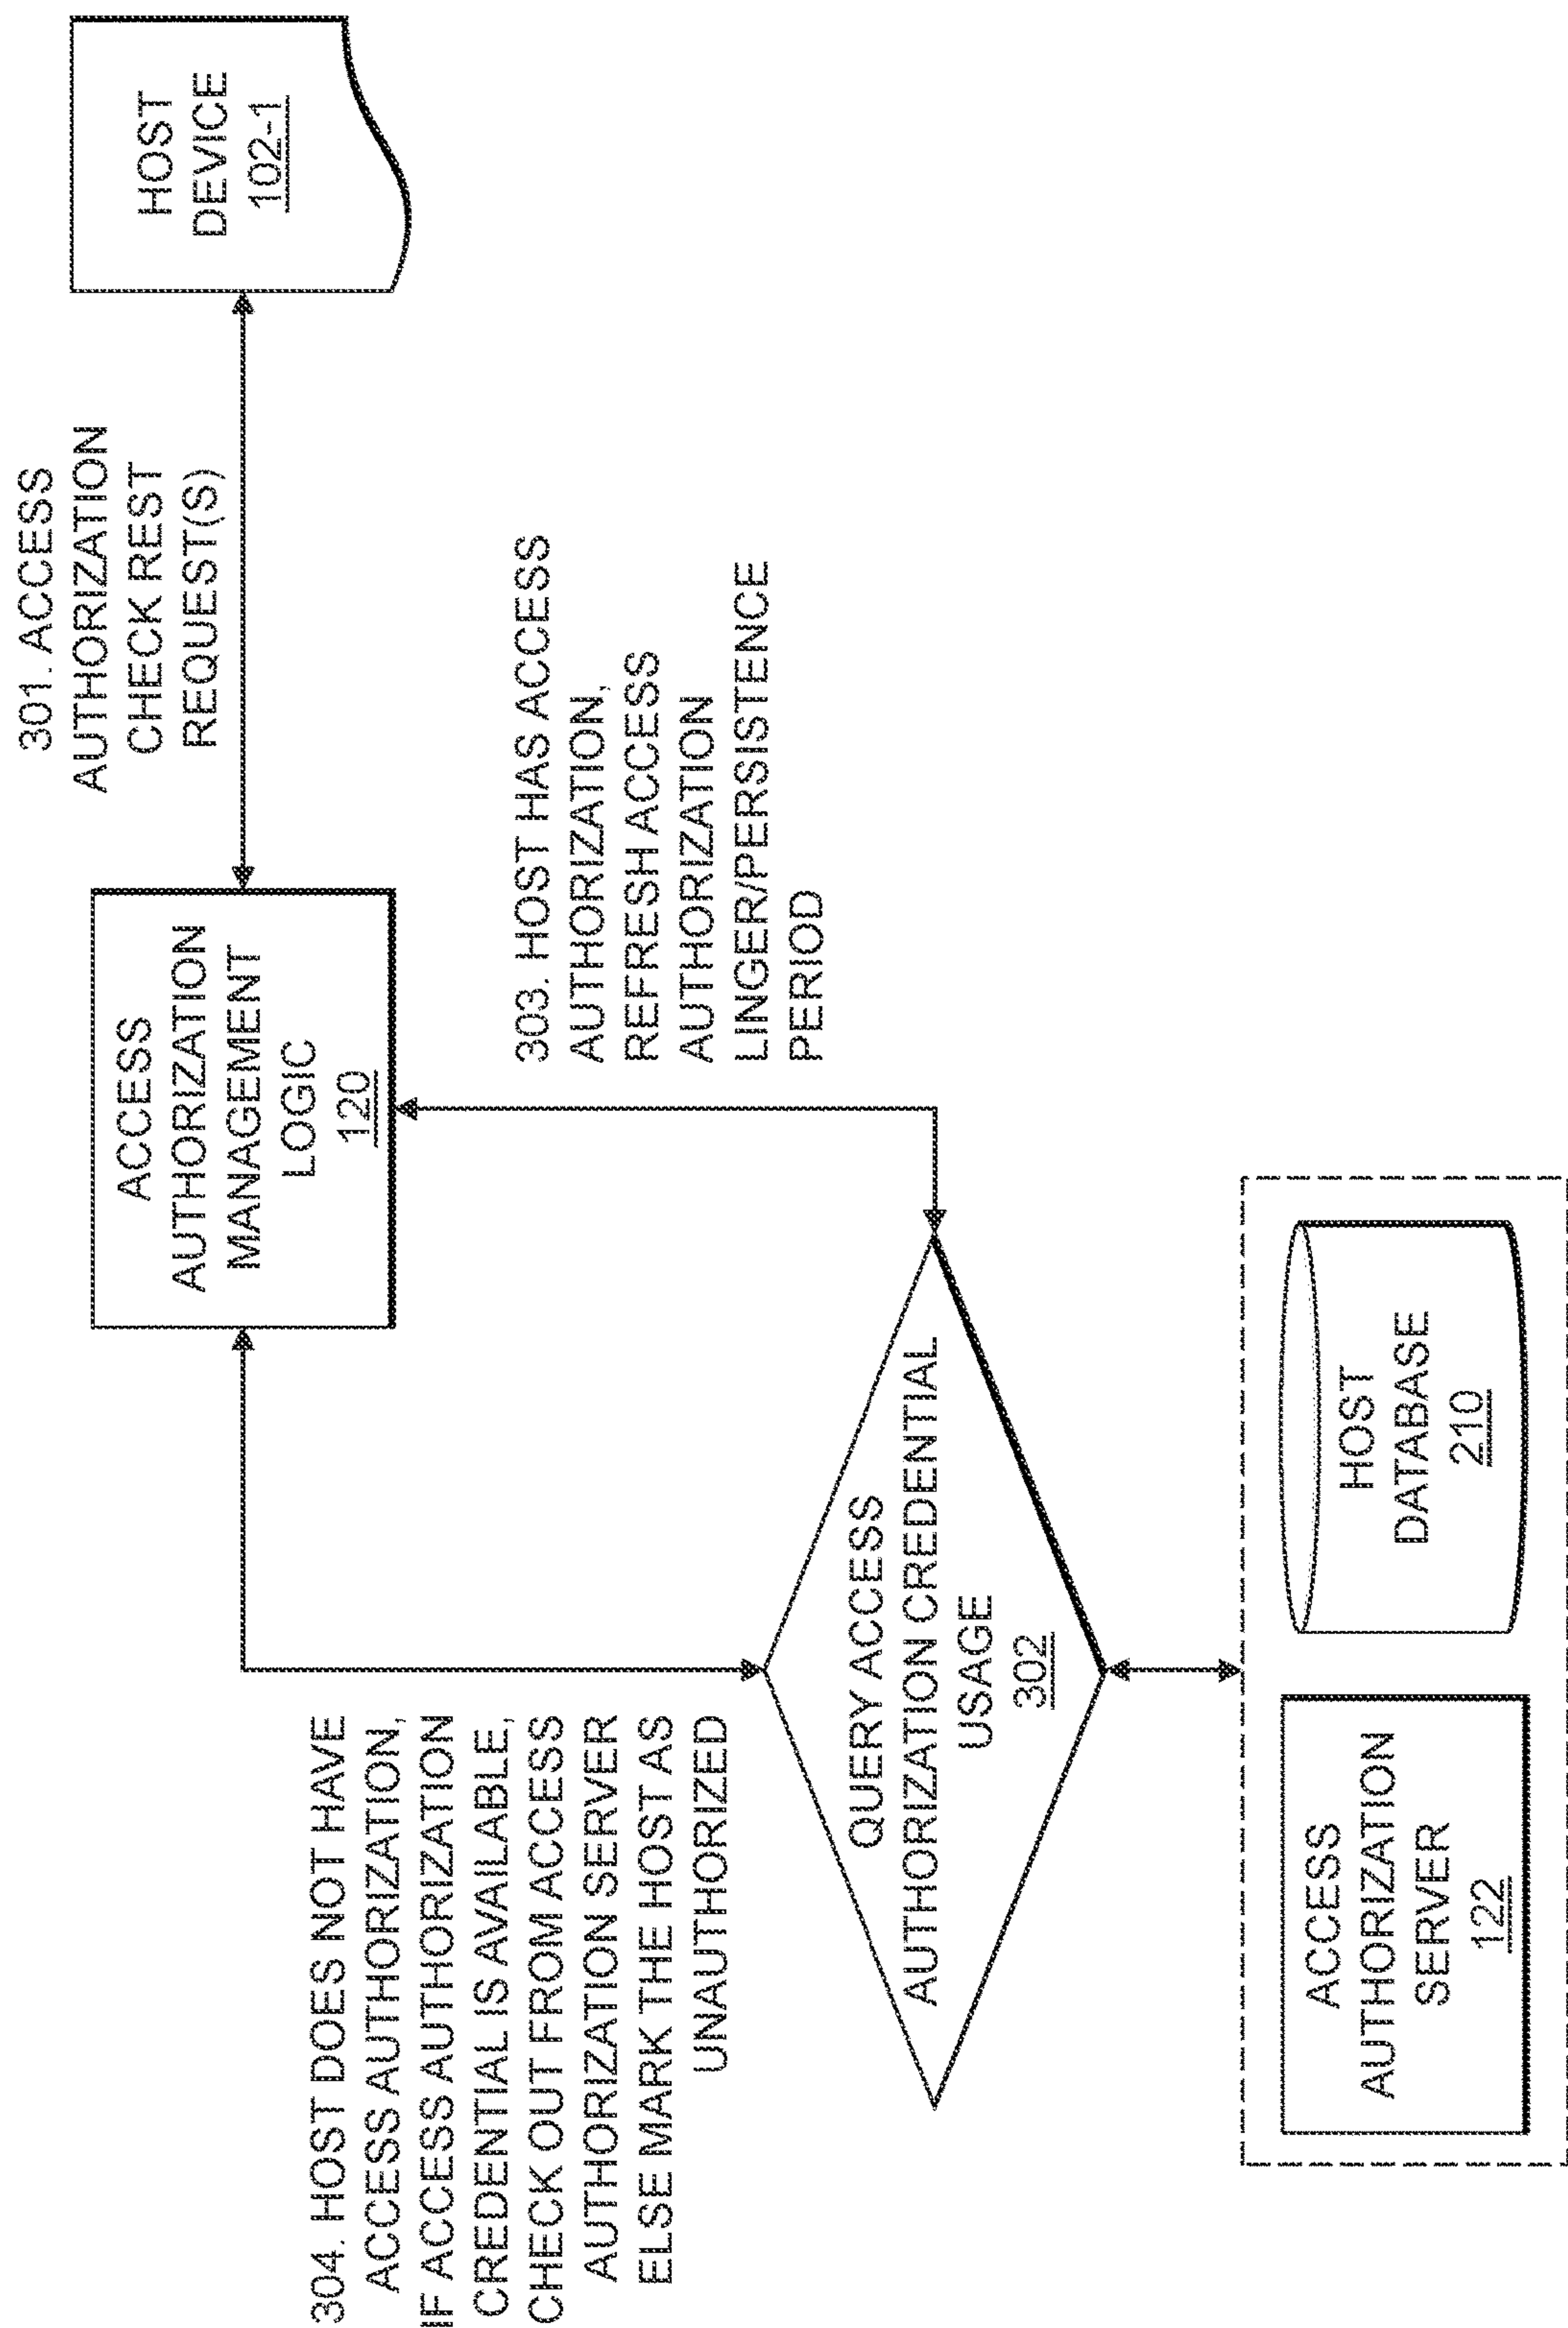 301. ACCESS
AUTHORIZATION
CHECK REST
REQUEST(S)
HOST
DEVICE
102-1
ACCESS
AUTHORIZATION
MANAGEMENT
LOGIC
120
304. HOST DOES NOT HAVE
ACCESS AUTHORIZATION,
IF ACCESS AUTHORIZATION
CREDENTIAL IS AVAILABLE,
CHECK OUT FROM ACCESS
AUTHORIZATION SERVER
ELSE MARK THE HOST AS
UNAUTHORIZED
303. HOST HAS ACCESS
AUTHORIZATION,
REFRESH ACCESS
AUTHORIZATION
LINGER/PERSISTENCE
PERIOD
QUERY ACCESS
AUTHORIZATION CREDENTIAL
USAGE
302
ACCESS
AUTHORIZATION
SERVER
122
HOST
DATABASE
210